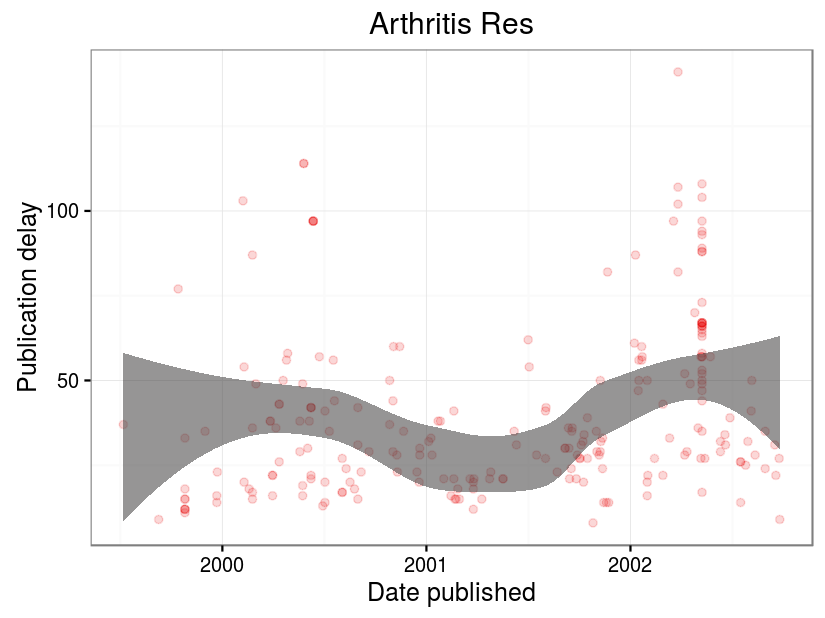 Arthritis Res
Publication delay
100
50
2000
2001
2002
Date published